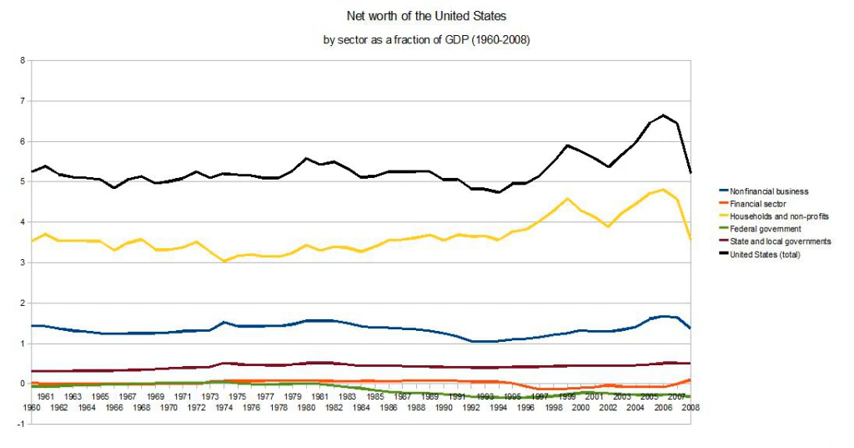 Net worth of the United States
by sector as a fraction of GDP (1960-2008)
8
7
6
5
4
3
2
1
0
-1
1961 1963 1965 1967 1969 1971 1973 1975 1977 1979 1981 1983 1985 1987 1989 1991 1993 1995 1997 1999 2001 2003 2005 2007
1960 1962 1964 1966 1968 1970 1972 1974 1976 1978 1980 1982 1984 1986 1988 1990 1992 1994 1996 1998 2000 2002 2004 2006 2008
Nonfinancial business
Financial sector
Households and non-profits
Federal government
State and local governments
United States (total)